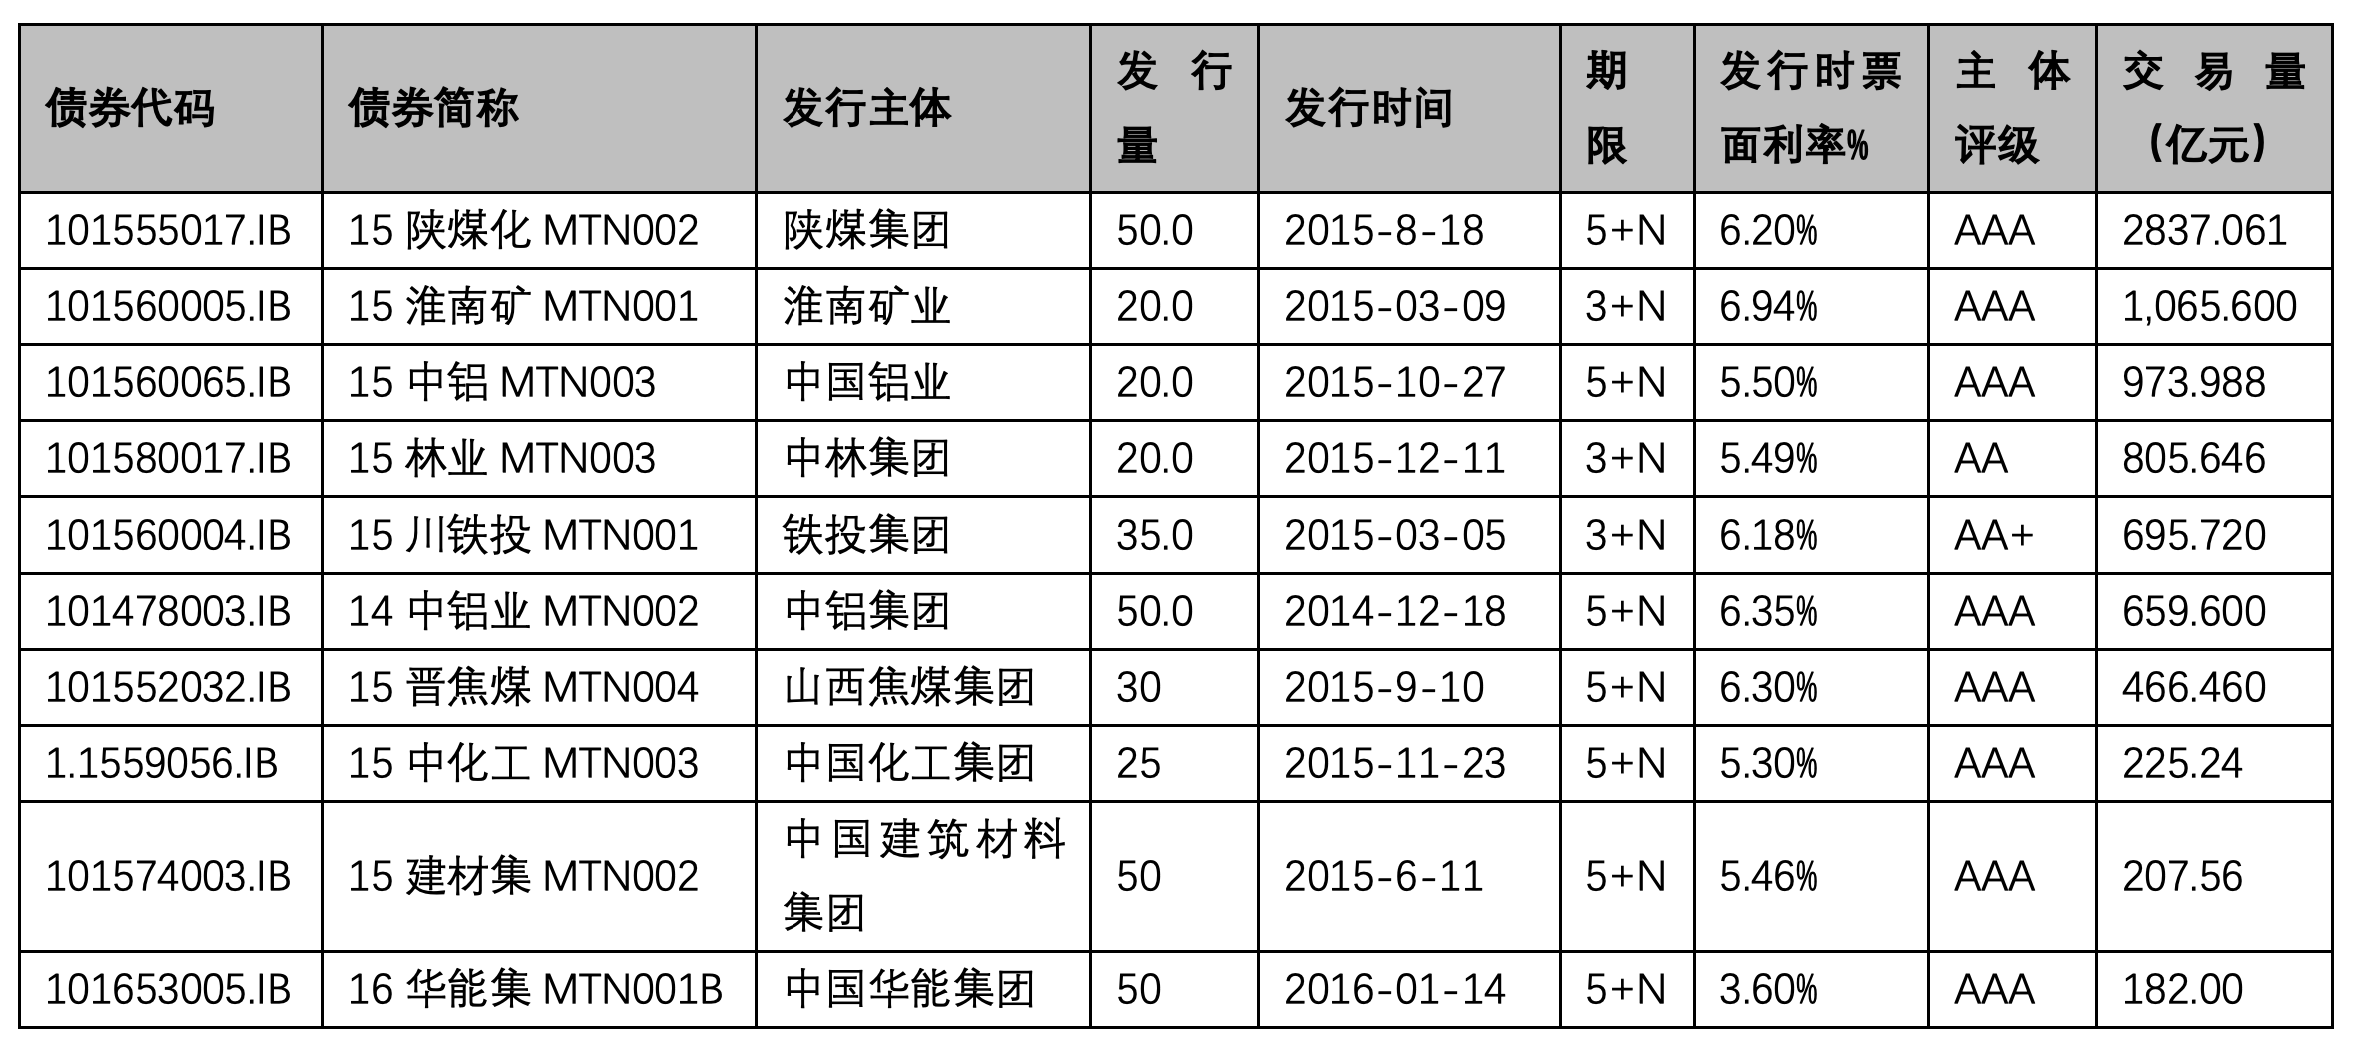 债券代码 债券简称 发行主体 发行量 发行时间 期限 发行时票面利率% 主体评级 交易量(亿元)
101555017.IB 15 陕煤化 MTN002 陕煤集团 50.0 2015-8-18 5+N 6.20% AAA 2837.061
101560005.IB 15 淮南矿 MTN001 淮南矿业 20.0 2015-03-09 3+N 6.94% AAA 1,065.600
101560065.IB 15 中铝 MTN003 中国铝业 20.0 2015-10-27 5+N 5.50% AAA 973.988
101580017.IB 15 林业 MTN003 中林集团 20.0 2015-12-11 3+N 5.49% AA 805.646
101560004.IB 15 川铁投 MTN001 铁投集团 35.0 2015-03-05 3+N 6.18% AA+ 695.720
101478003.IB 14 中铝业 MTN002 中铝集团 50.0 2014-12-18 5+N 6.35% AAA 659.600
101552032.IB 15 晋焦煤 MTN004 山西焦煤集团 30 2015-9-10 5+N 6.30% AAA 466.460
1.1559056.IB 15 中化工 MTN003 中国化工集团 25 2015-11-23 5+N 5.30% AAA 225.24
101574003.IB 15 建材集 MTN002 中国建筑材料集团 50 2015-6-11 5+N 5.46% AAA 207.56
101653005.IB 16 华能集 MTN001B 中国华能集团 50 2016-01-14 5+N 3.60% AAA 182.00